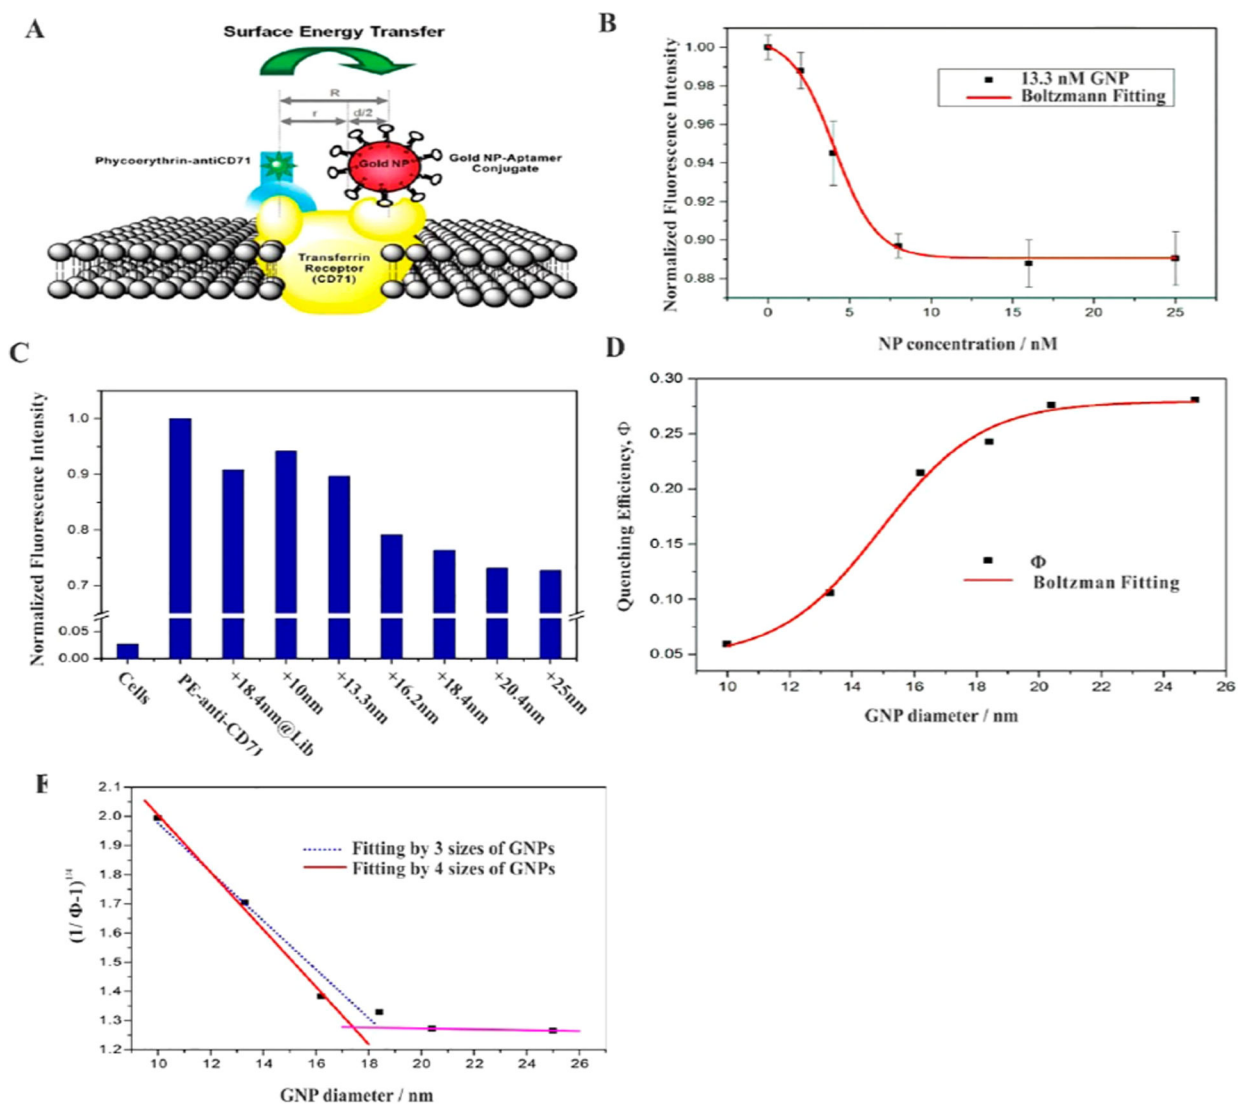 A
Surface Energy Transfer
R
r
d/2
Phycoerythrin-antiCD71
Gold NP
Gold NP-Aptamer
Conjugate
Transferrin
Receptor
(CD71)
B
Normalized Fluorescence Intensity
1.00
0.98
0.96
0.94
0.92
0.90
0.88
13.3 nM GNP
Boltzmann Fitting
0
5
10
15
20
25
NP concentration / nM
C
Normalized Fluorescence Intensity
1.0
0.9
0.8
0.7
0.05
0.00
Cells
PE-anti-CD71
+18.4nm@Lib
+10nm
+13.3nm
+16.2nm
+18.4nm
+20.4nm
+25nm
D
Quenching Efficiency, Φ
0.30
0.25
0.20
0.15
0.10
0.05
Φ
Boltzman Fitting
10
12
14
16
18
20
22
24
26
GNP diameter / nm
(1/ Φ-1)^1/4
2.1
2.0
1.9
1.8
1.7
1.6
1.5
1.4
1.3
1.2
Fitting by 3 sizes of GNPs
Fitting by 4 sizes of GNPs
10
12
14
16
18
20
22
24
26
GNP diameter / nm